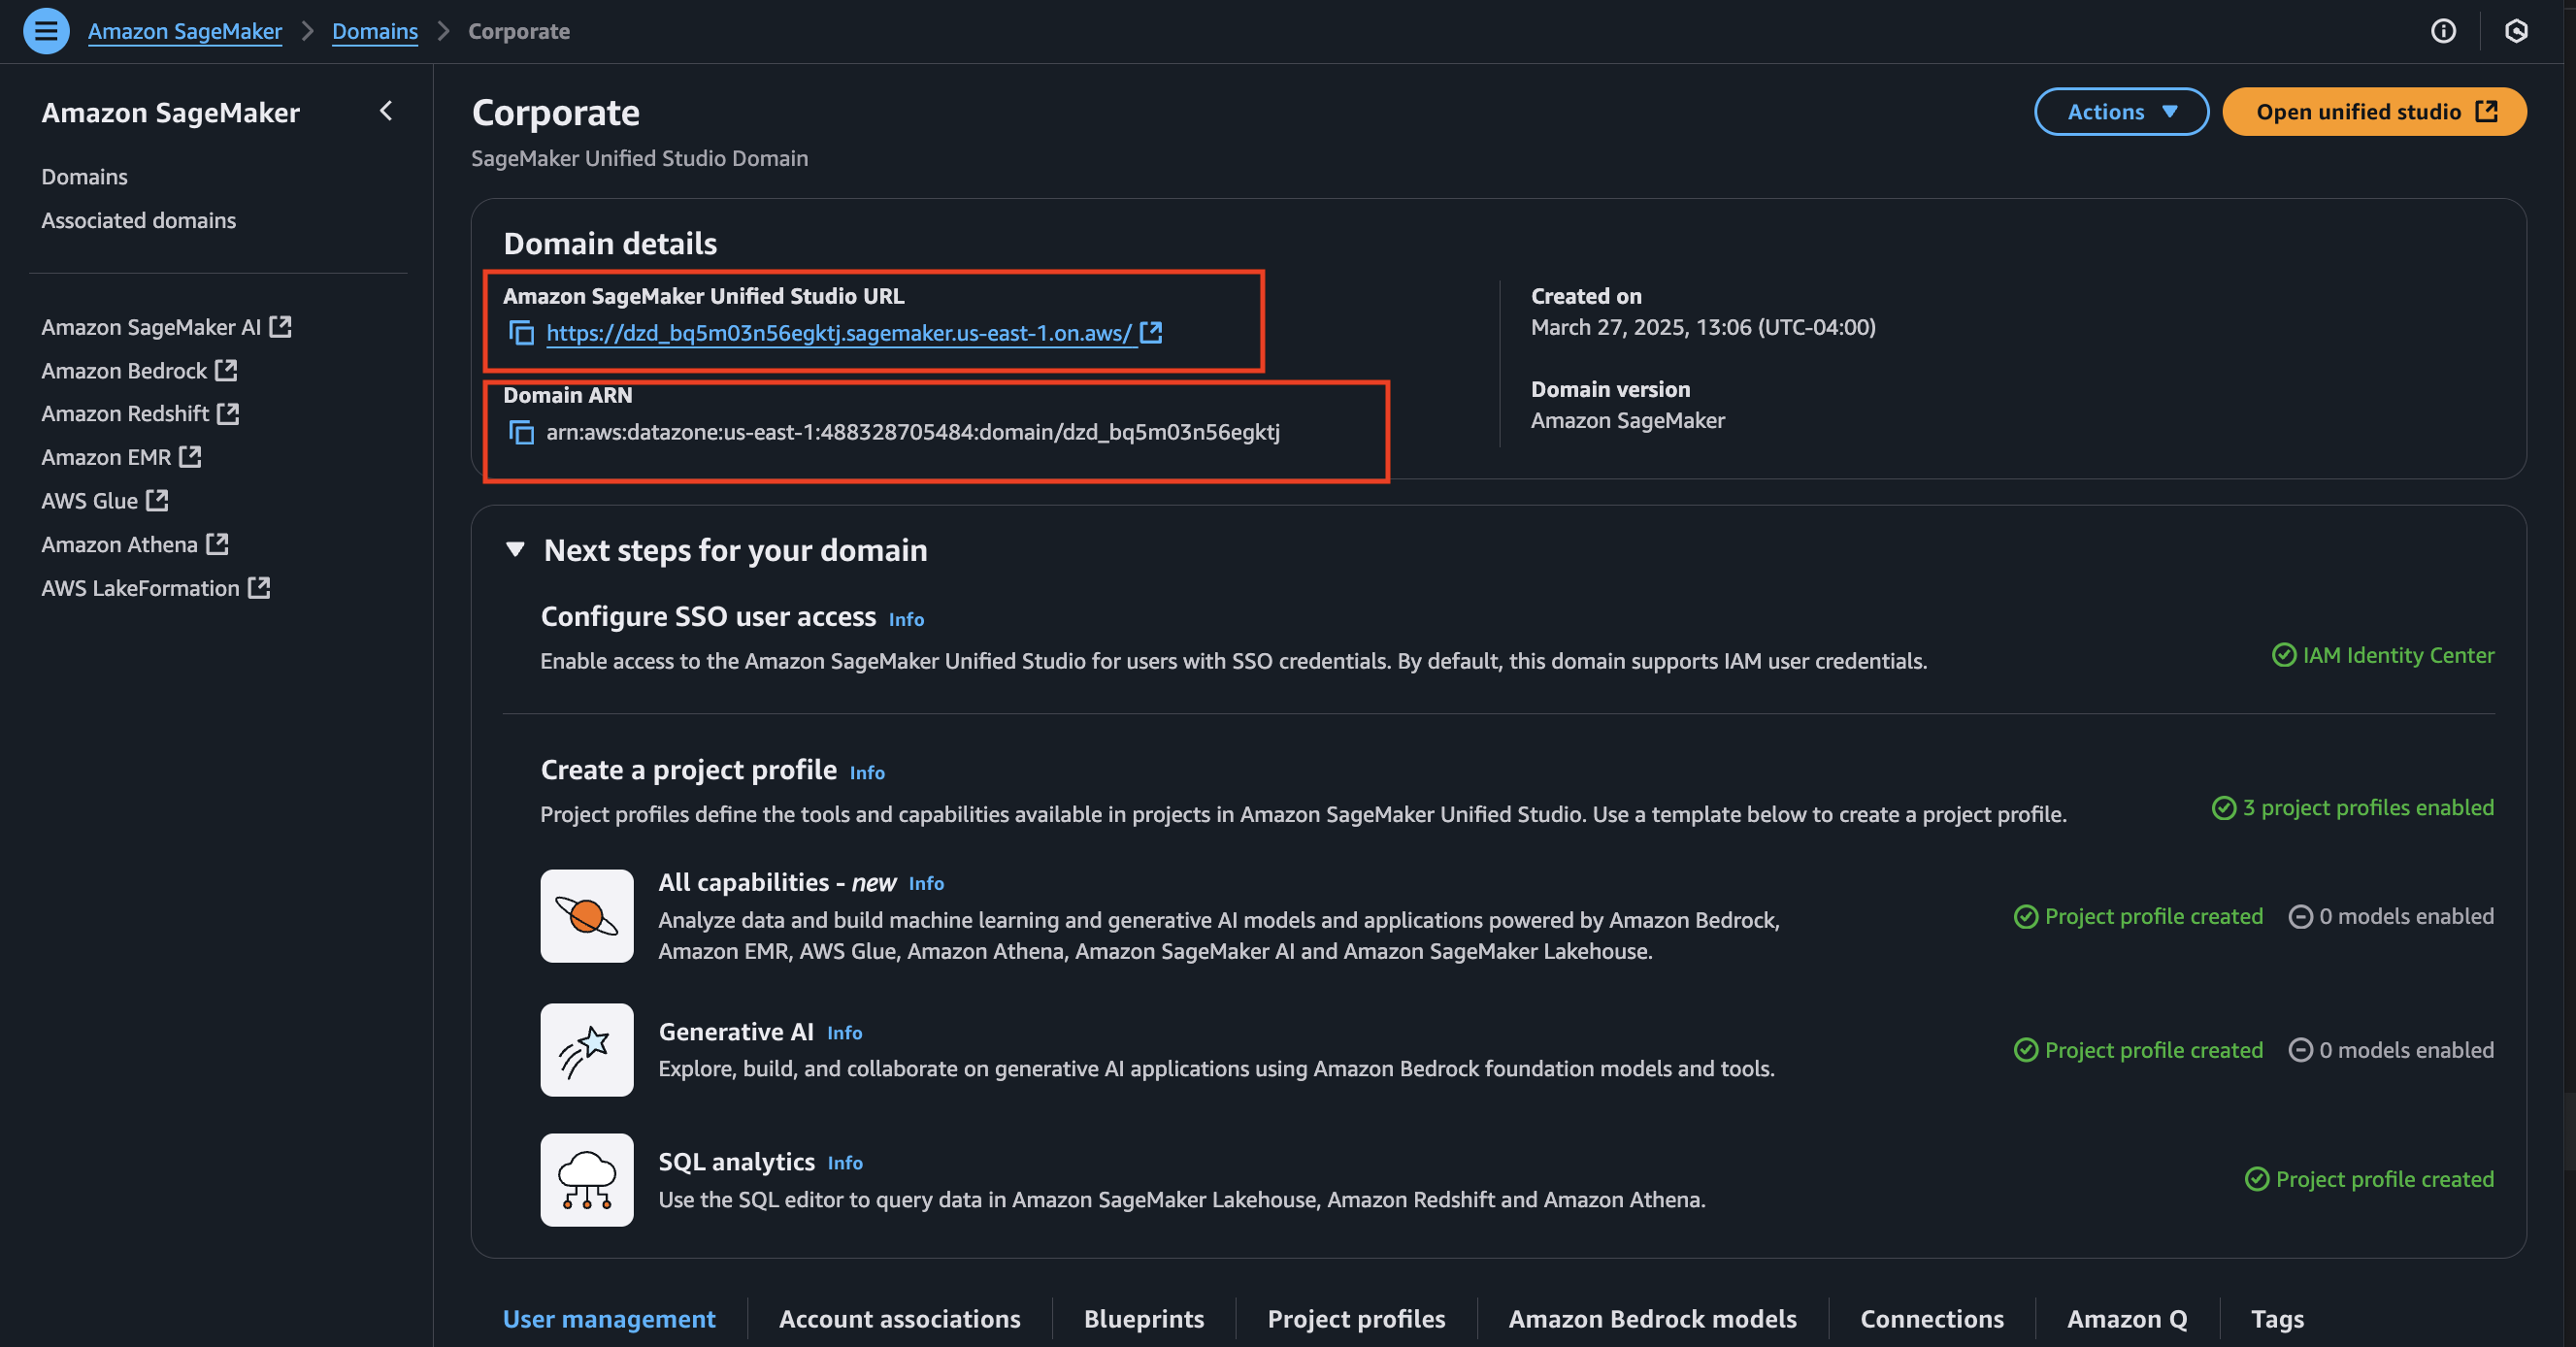 Amazon SageMaker > Domains > Corporate
Amazon SageMaker
Domains
Associated domains
Amazon SageMaker AI
Amazon Bedrock
Amazon Redshift
Amazon EMR
AWS Glue
Amazon Athena
AWS LakeFormation
Corporate
SageMaker Unified Studio Domain
Actions
Open unified studio
Domain details
Amazon SageMaker Unified Studio URL
https://dzd_bq5m03n56egktj.sagemaker.us-east-1.on.aws/
Domain ARN
arn:aws:datazone:us-east-1:488328705484:domain/dzd_bq5m03n56egktj
Created on
March 27, 2025, 13:06 (UTC-04:00)
Domain version
Amazon SageMaker
Next steps for your domain
Configure SSO user access Info
Enable access to the Amazon SageMaker Unified Studio for users with SSO credentials. By default, this domain supports IAM user credentials.
IAM Identity Center
Create a project profile Info
Project profiles define the tools and capabilities available in projects in Amazon SageMaker Unified Studio. Use a template below to create a project profile.
3 project profiles enabled
All capabilities - new Info
Analyze data and build machine learning and generative AI models and applications powered by Amazon Bedrock,
Amazon EMR, AWS Glue, Amazon Athena, Amazon SageMaker AI and Amazon SageMaker Lakehouse.
Project profile created 0 models enabled
Generative AI Info
Explore, build, and collaborate on generative AI applications using Amazon Bedrock foundation models and tools.
Project profile created 0 models enabled
SQL analytics Info
Use the SQL editor to query data in Amazon SageMaker Lakehouse, Amazon Redshift and Amazon Athena.
Project profile created
User management Account associations Blueprints Project profiles Amazon Bedrock models Connections Amazon Q Tags